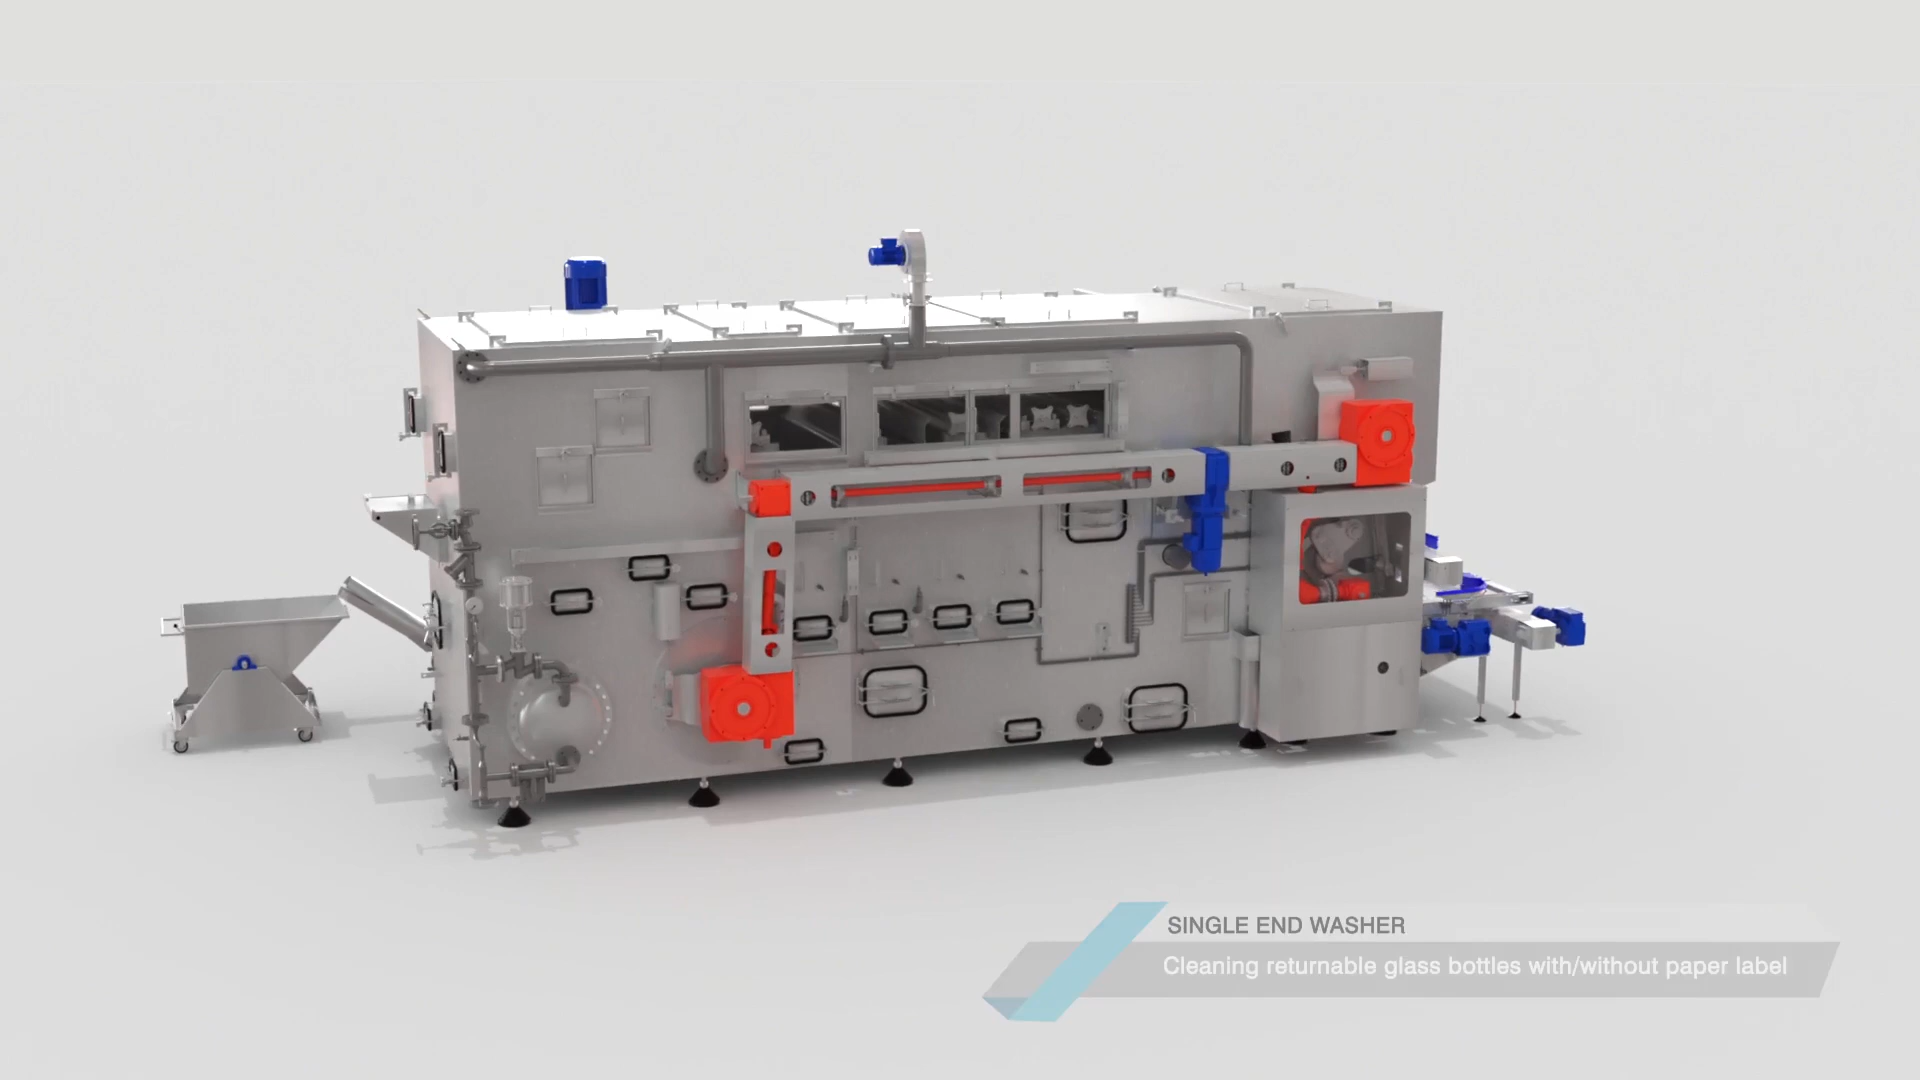 SINGLE END WASHER
Cleaning returnable glass bottles with/without paper label